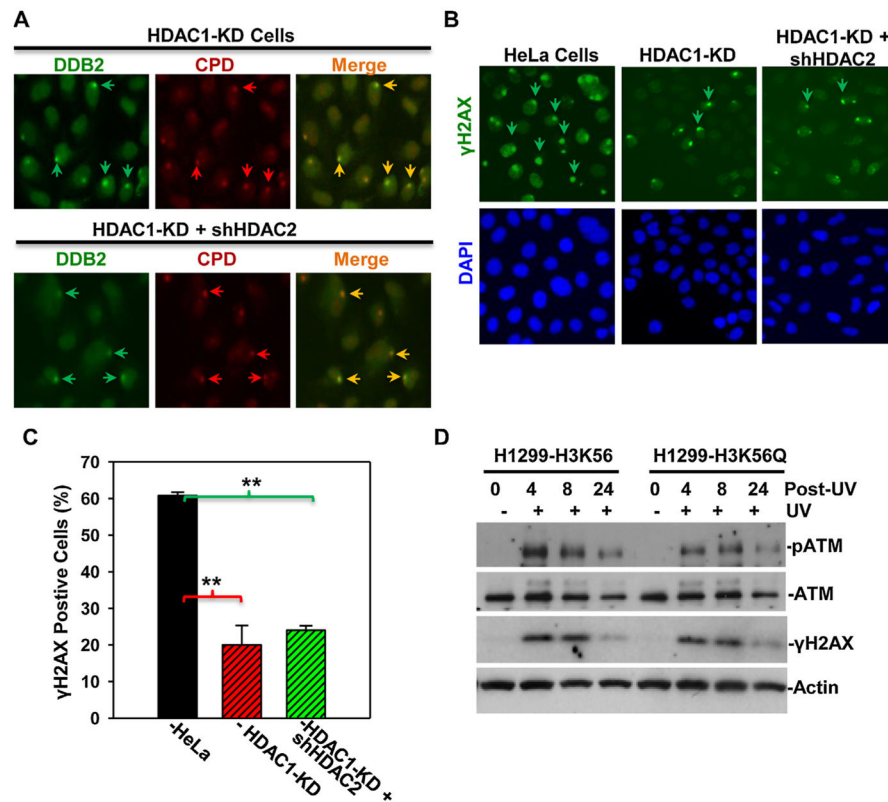 A
HDAC1-KD Cells
DDB2 CPD Merge
HDAC1-KD + shHDAC2
DDB2 CPD Merge
B
HeLa Cells HDAC1-KD HDAC1-KD +
shHDAC2
γH2AX
DAPI
C
γH2AX Postive Cells (%)
70
60
50
40
30
20
10
0
**
**
-HeLa
- HDAC1-KD
-HDAC1-KD +
shHDAC2
D
H1299-H3K56 H1299-H3K56Q
0 4 8 24 0 4 8 24 Post-UV
- + + + - + + + UV
-pATM
-ATM
-γH2AX
-Actin